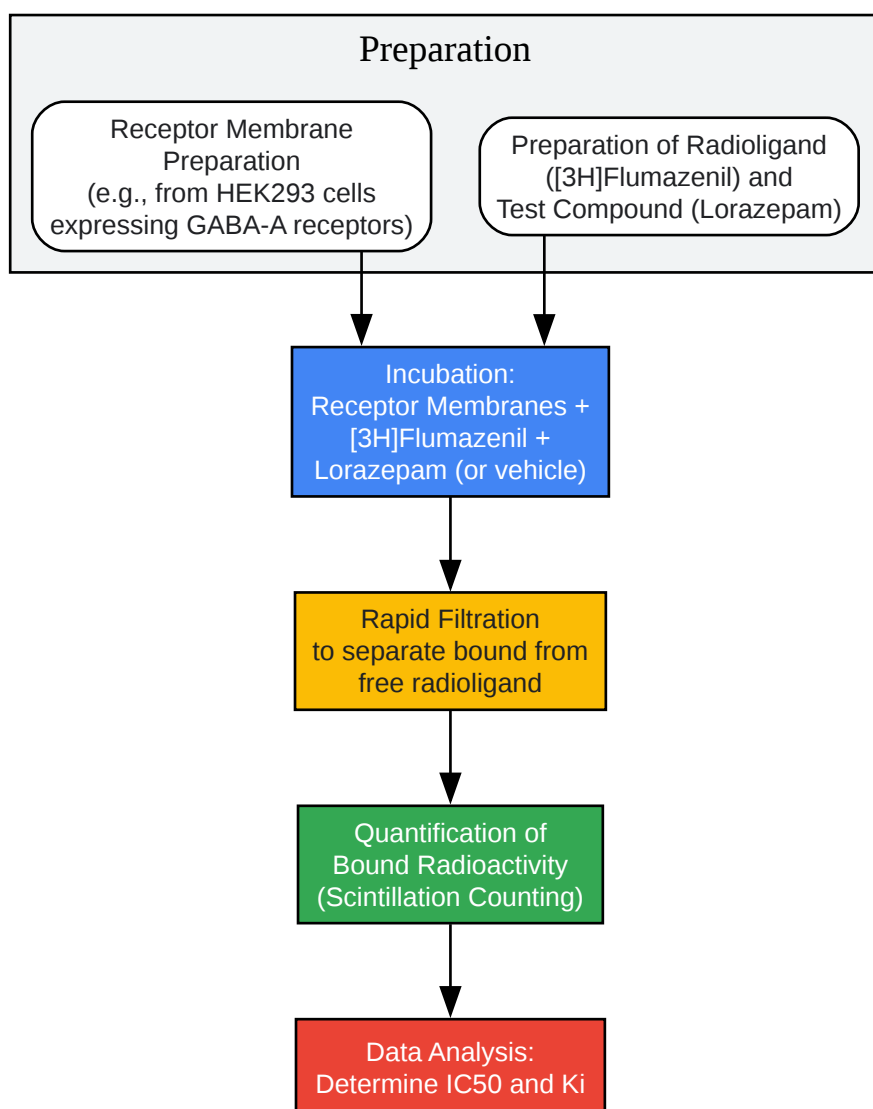 Preparation
Receptor Membrane
Preparation
(e.g., from HEK293 cells
expressing GABA-A receptors)
Preparation of Radioligand
([3H]Flumazenil) and
Test Compound (Lorazepam)
Incubation:
Receptor Membranes +
[3H]Flumazenil +
Lorazepam (or vehicle)
Rapid Filtration
to separate bound from
free radioligand
Quantification of
Bound Radioactivity
(Scintillation Counting)
Data Analysis:
Determine IC50 and Ki